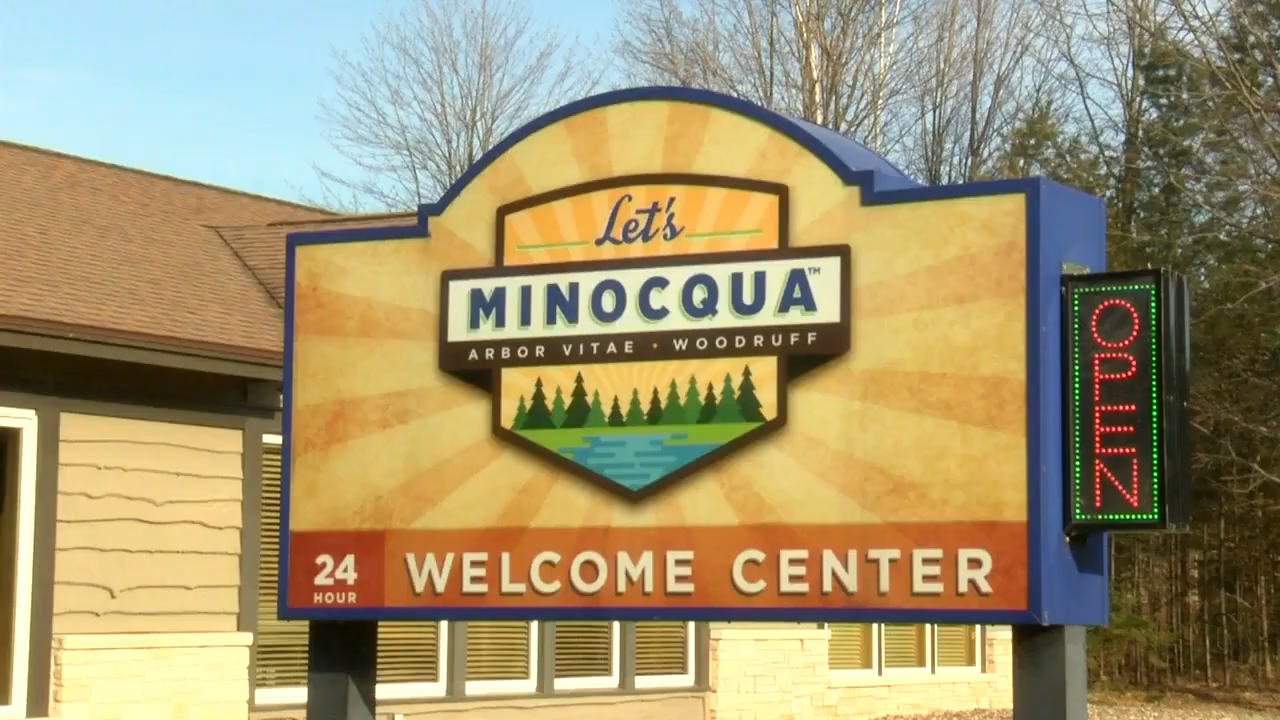 Let's
MINOCQUA™
ARBOR VITAE • WOODRUFF
24
HOUR
WELCOME CENTER
OPEN